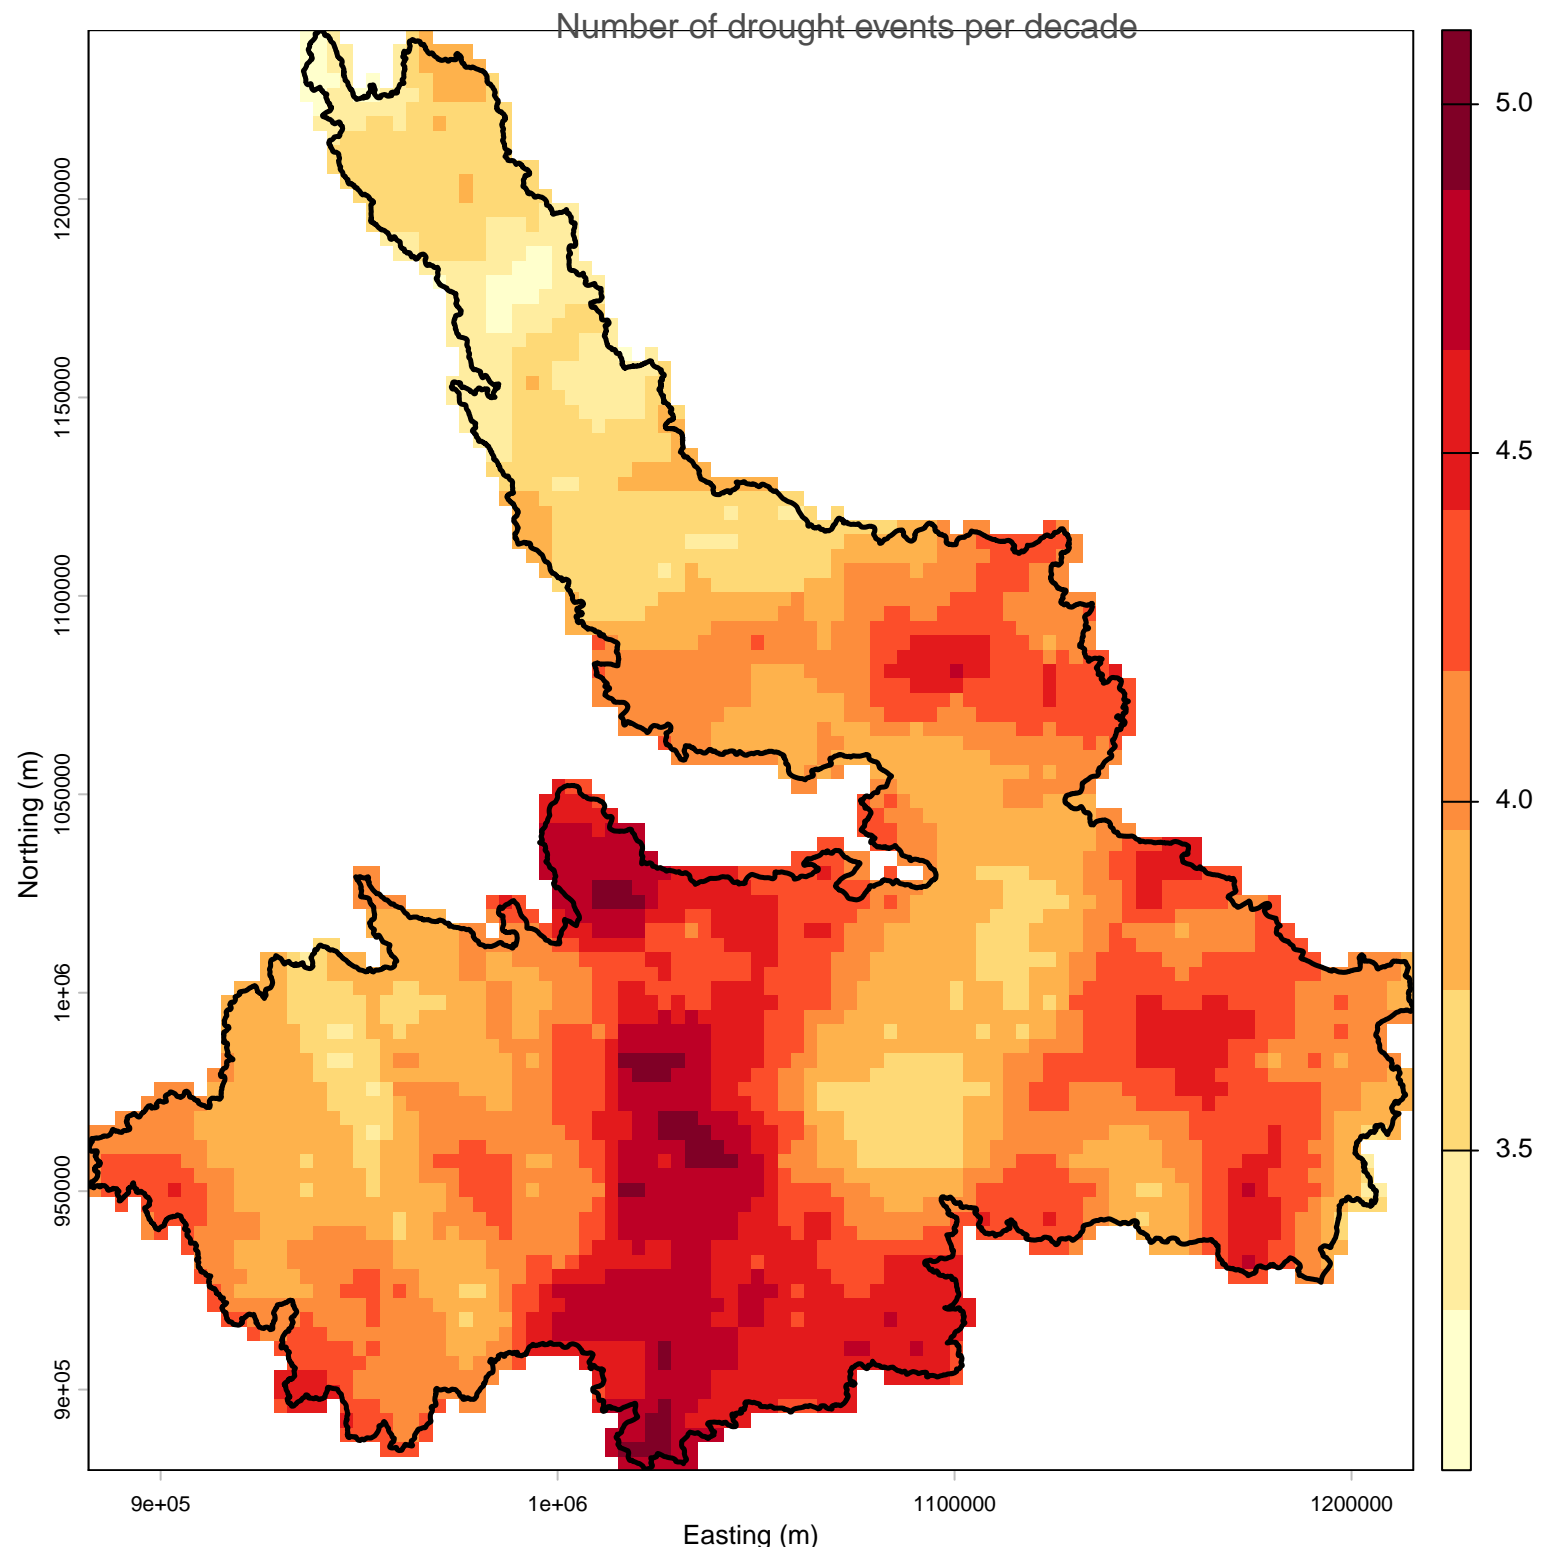 Number of drought events per decade
5.0
4.5
4.0
3.5
1200000
1150000
1100000
1050000
1e+06
950000
9e+05
Northing (m)
9e+05
1e+06
1100000
1200000
Easting (m)